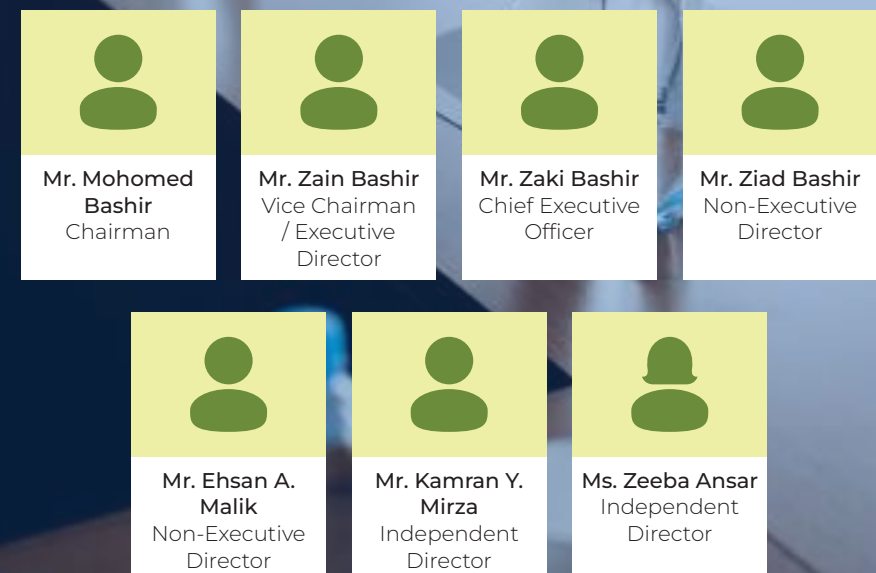 Mr. Mohomed
Bashir
Chairman
Mr. Zain Bashir
Vice Chairman
/ Executive
Director
Mr. Zaki Bashir
Chief Executive
Officer
Mr. Ziad Bashir
Non-Executive
Director
Mr. Ehsan A.
Malik
Non-Executive
Director
Mr. Kamran Y.
Mirza
Independent
Director
Ms. Zeeba Ansar
Independent
Director